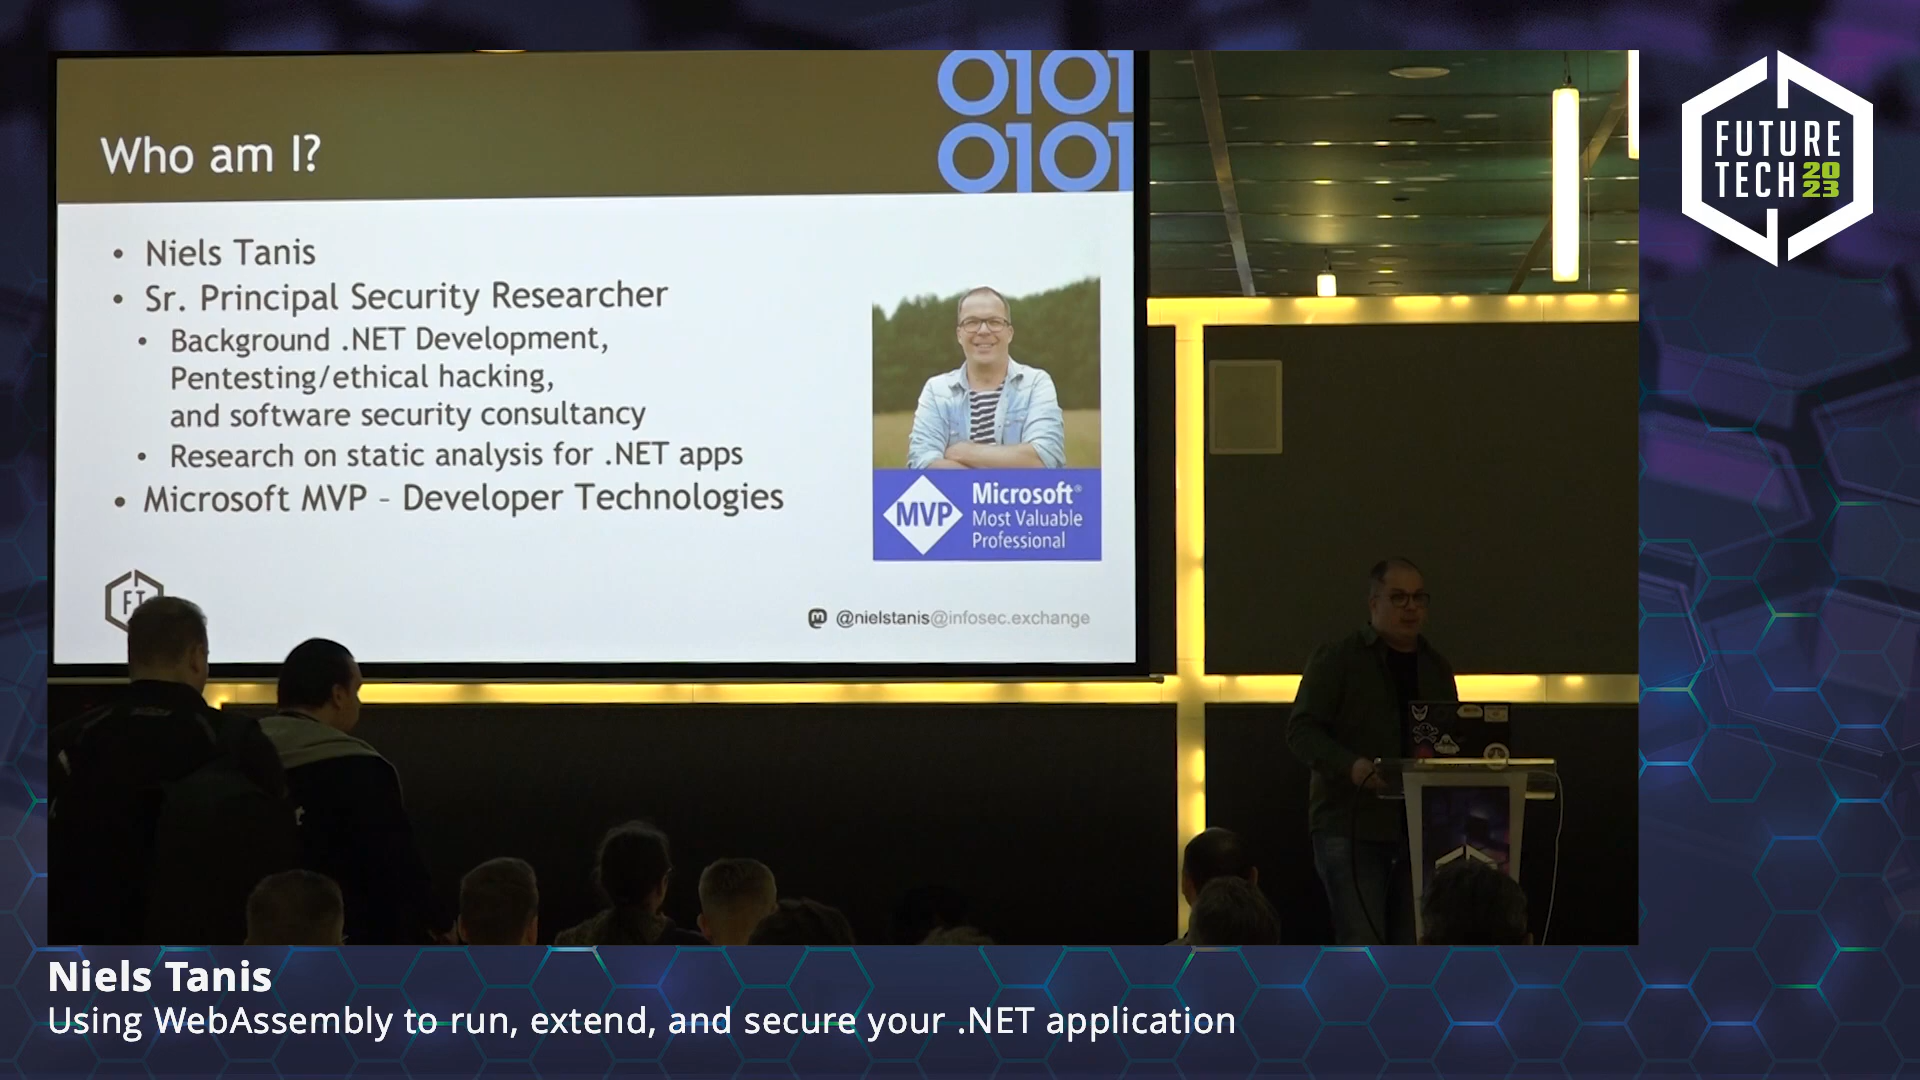 Who am I?
0101
0101
• Niels Tanis
• Sr. Principal Security Researcher
• Background .NET Development,
Pentesting/ethical hacking,
and software security consultancy
• Research on static analysis for .NET apps
• Microsoft MVP – Developer Technologies
MVP
Microsoft®
Most Valuable
Professional
FT
@nielstanis@infosec.exchange
FUTURE
TECH 2023
Niels Tanis
Using WebAssembly to run, extend, and secure your .NET application